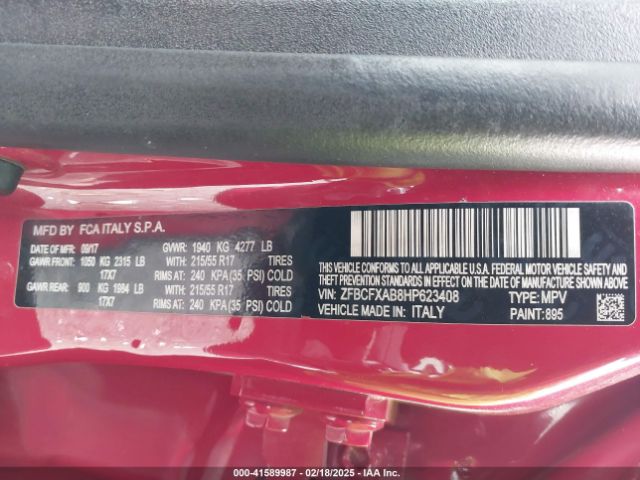 MFD BY FCA ITALY S.P.A.
DATE OF MFR: 09/17 GVWR: 1940 KG 4277 LB
GAWR FRONT: 1050 KG 2315 LB WITH: 215/55 R17 TIRES
17X7 RIMS AT: 240 KPA(35 PSI) COLD
GAWR REAR: 900 KG 1984 LB WITH: 215/55 R17 TIRES
17X7 RIMS AT: 240 KPA (35 PSI) COLD
THIS VEHICLE CONFORMS TO ALL APPLICABLE U.S.A. FEDERAL MOTOR VEHICLE SAFETY
THEFT PREVENTION STANDARDS IN EFFECT ON THE DATE OF MANUFACTURE SHOWN ABOVE
VIN: ZFBCFXAB8HP623408 TYPE: MPV
VEHICLE MADE IN: ITALY PAINT: 895
000-41589987 - 02/18/2025 - IAAI.COM